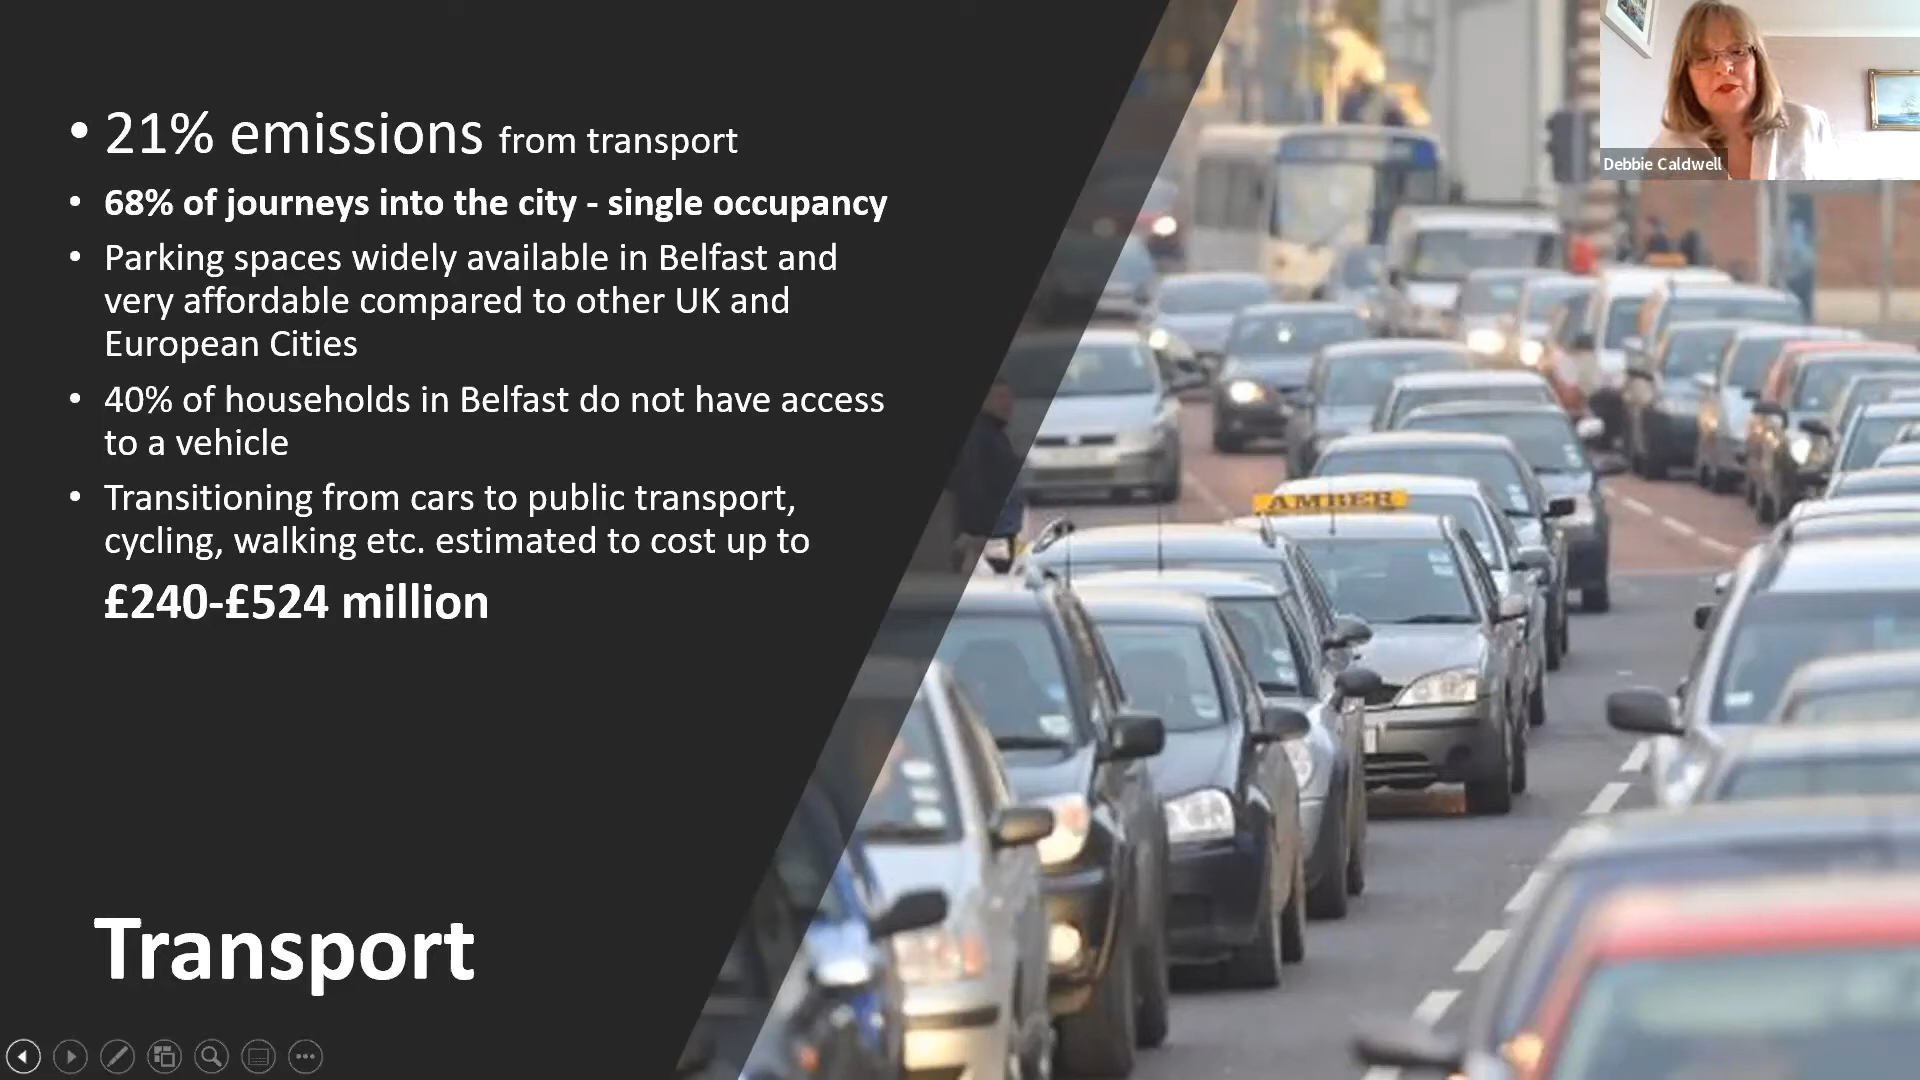 • 21% emissions from transport
• 68% of journeys into the city - single occupancy
• Parking spaces widely available in Belfast and
very affordable compared to other UK and
European Cities
• 40% of households in Belfast do not have access
to a vehicle
• Transitioning from cars to public transport,
cycling, walking etc. estimated to cost up to
£240-£524 million
Transport
Debbie Caldwell
AMBER